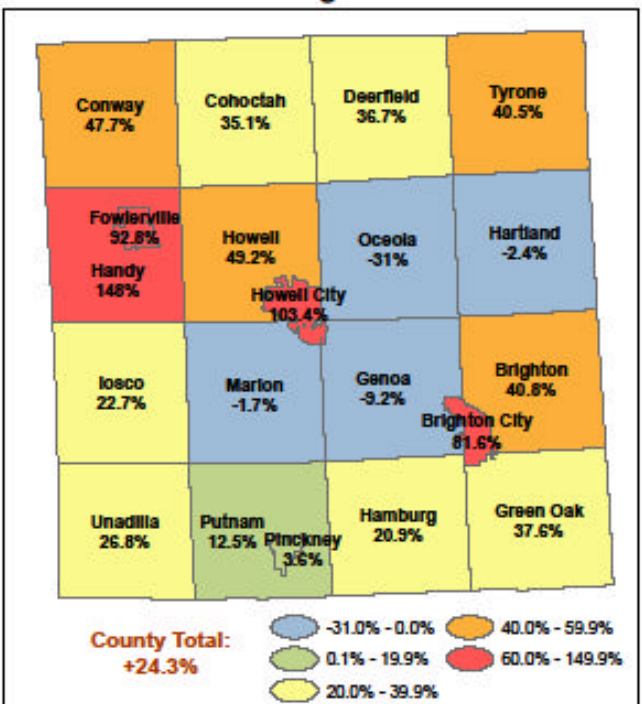 Conway
47.7%
Cohoctah
35.1%
Deerfield
36.7%
Tyrone
40.5%
Fowlerville
92.8%
Handy
148%
Howell
49.2%
Howell City
103.4%
Oceola
-31%
Hartland
-2.4%
Iosco
22.7%
Marion
-1.7%
Genoa
-9.2%
Brighton
40.8%
Brighton City
81.6%
Unadilla
26.8%
Putnam
12.5%
Pinckney
3.6%
Hamburg
20.9%
Green Oak
37.6%
County Total:
+24.3%
-31.0% - 0.0%
0.1% - 19.9%
20.0% - 39.9%
40.0% - 59.9%
60.0% - 149.9%